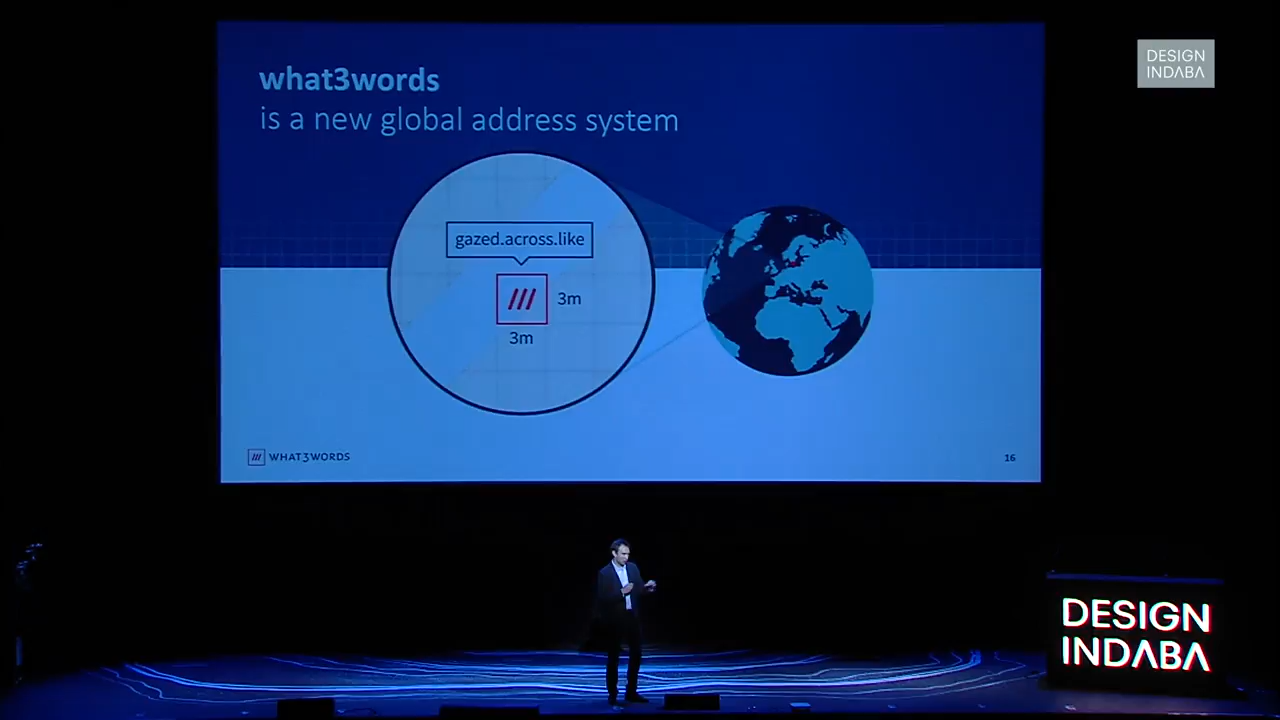 DESIGN
INDABA
what3words
is a new global address system
gazed.across.like
3m
3m
WHAT3WORDS
16
DESIGN
INDABA